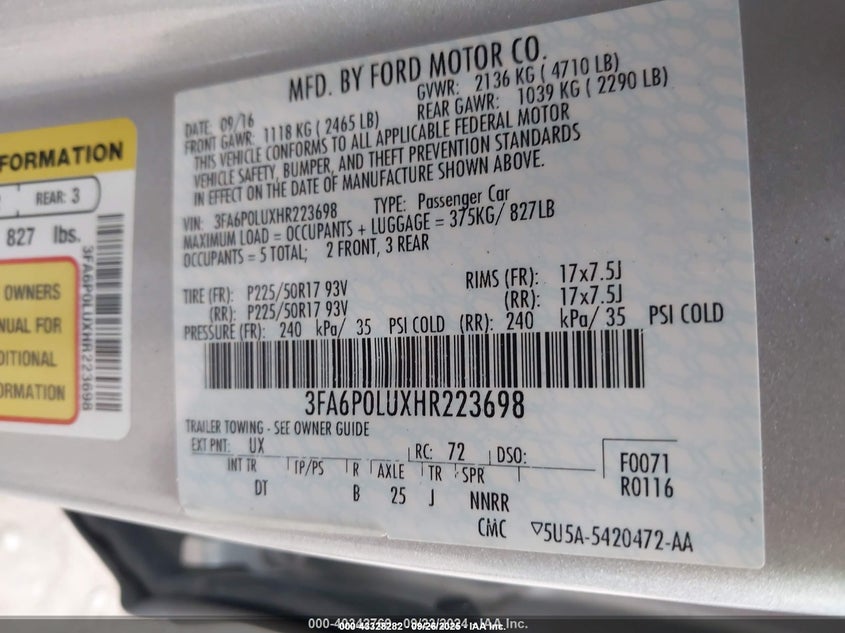 FORMATION
REAR: 3
827 lbs.
OWNERS
NUAL FOR
DITIONAL
ORMATION
3FA6P0LUXHR223698
MFD. BY FORD MOTOR CO.
DATE: 09/16 GVWR: 2136 KG ( 4710 LB)
FRONT GAWR: 1118 KG ( 2465 LB) REAR GAWR: 1039 KG ( 2290 LB)
THIS VEHICLE CONFORMS TO ALL APPLICABLE FEDERAL MOTOR
VEHICLE SAFETY, BUMPER, AND THEFT PREVENTION STANDARDS
IN EFFECT ON THE DATE OF MANUFACTURE SHOWN ABOVE.
VIN: 3FA6P0LUXHR223698 TYPE: Passenger Car
MAXIMUM LOAD = OCCUPANTS + LUGGAGE = 375KG/ 827LB
OCCUPANTS = 5 TOTAL; 2 FRONT, 3 REAR
TIRE (FR): P225/50R17 93V RIMS (FR): 17x7.5J
(RR): P225/50R17 93V (RR): 17x7.5J
PRESSURE (FR): 240 kPa/ 35 PSI COLD (RR): 240 kPa/ 35 PSI COLD
3FA6P0LUXHR223698
TRAILER TOWING - SEE OWNER GUIDE
EXT PNT: UX RC: 72 DSO:
INT TR TP/PS R AXLE TR SPR
DT B 25 J NNRR
F0071
R0116
CMC ▽5U5A-5420472-AA
000 40328282 09/26/2025 IAA Inc.